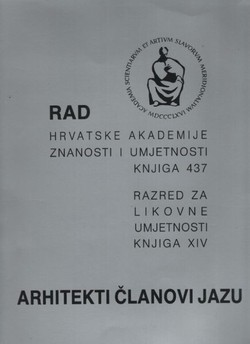 ACADEMIA SCIENTIARUM ET ARTIUM SLAVORUM MERIDIONALIUM MDCCCLXVI
RAD
HRVATSKE AKADEMIJE
ZNANOSTI I UMJETNOSTI
KNJIGA 437
RAZRED ZA
LIKOVNE
UMJETNOSTI
KNJIGA XIV
ARHITEKTI ČLANOVI JAZU